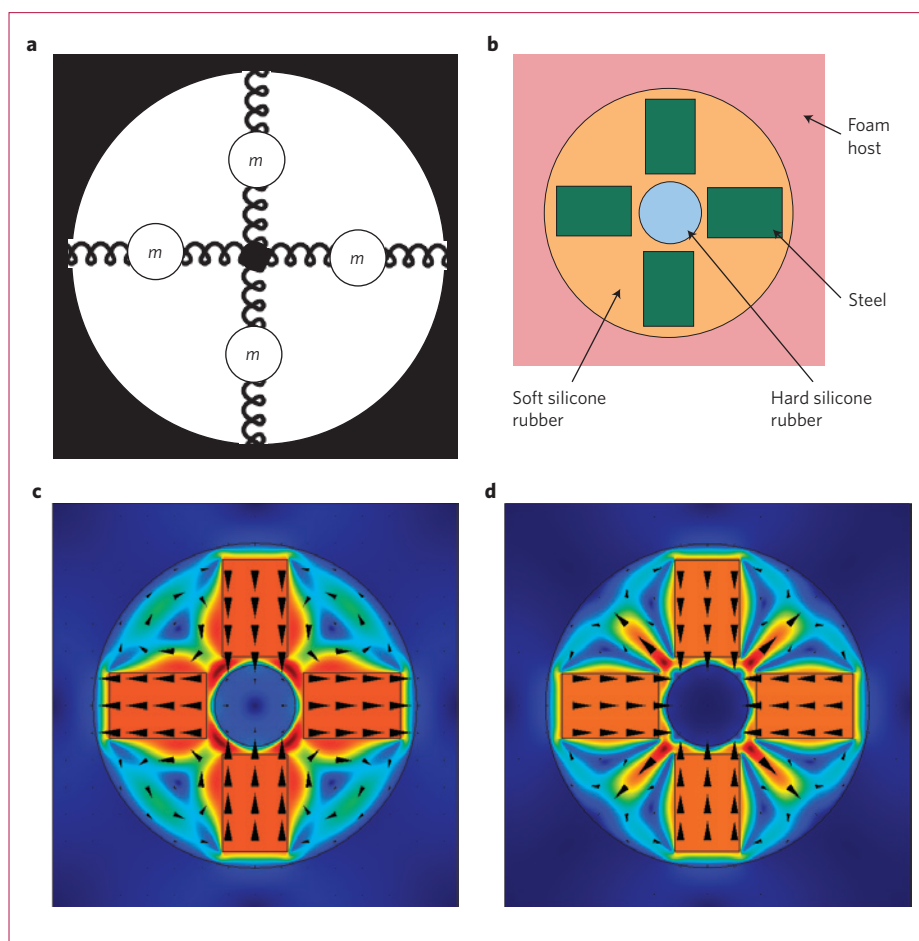 a
m
m
m
m
b
Foam
host
Steel
Soft silicone
rubber
Hard silicone
rubber
c
d